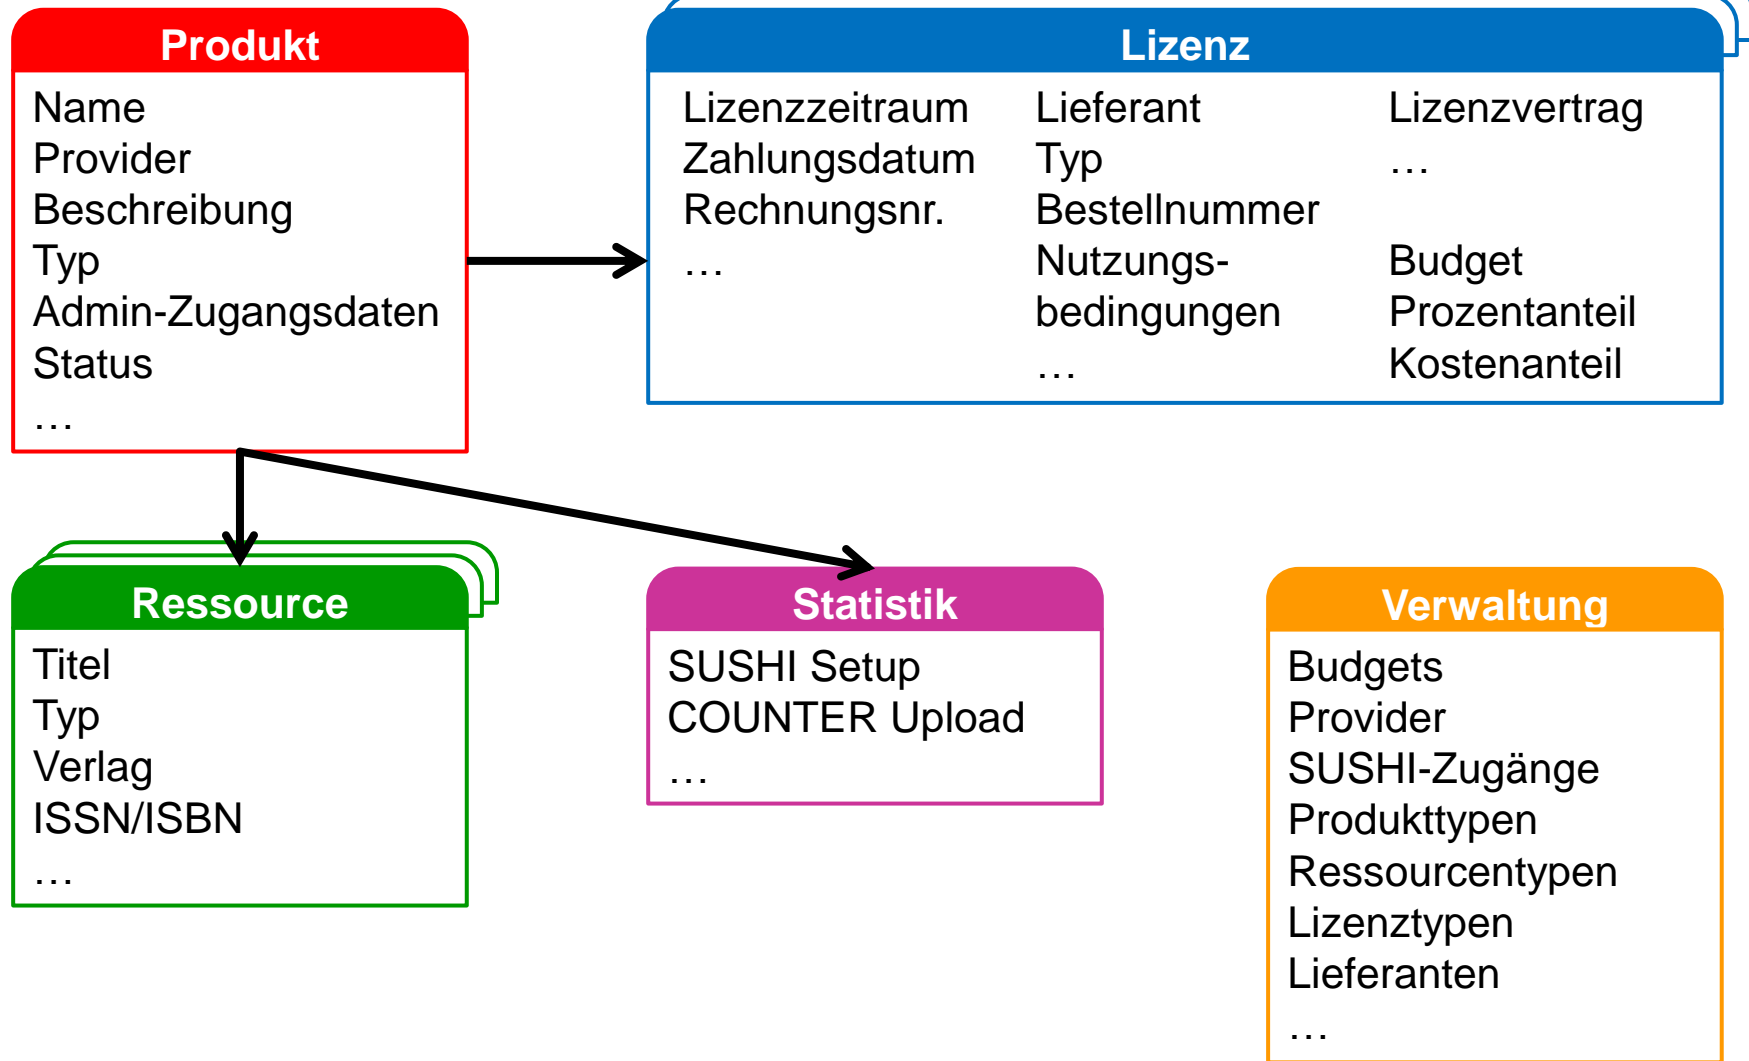 Produkt
Name
Provider
Beschreibung
Typ
Admin-Zugangsdaten
Status
…
Lizenz
Lizenzzeitraum
Zahlungsdatum
Rechnungsnr.
…
Lieferant
Typ
Bestellnummer
Nutzungs-
bedingungen
…
Lizenzvertrag
…
Budget
Prozentanteil
Kostenanteil
Ressource
Titel
Typ
Verlag
ISSN/ISBN
…
Statistik
SUSHI Setup
COUNTER Upload
…
Verwaltung
Budgets
Provider
SUSHI-Zugänge
Produkttypen
Ressourcentypen
Lizenztypen
Lieferanten
…